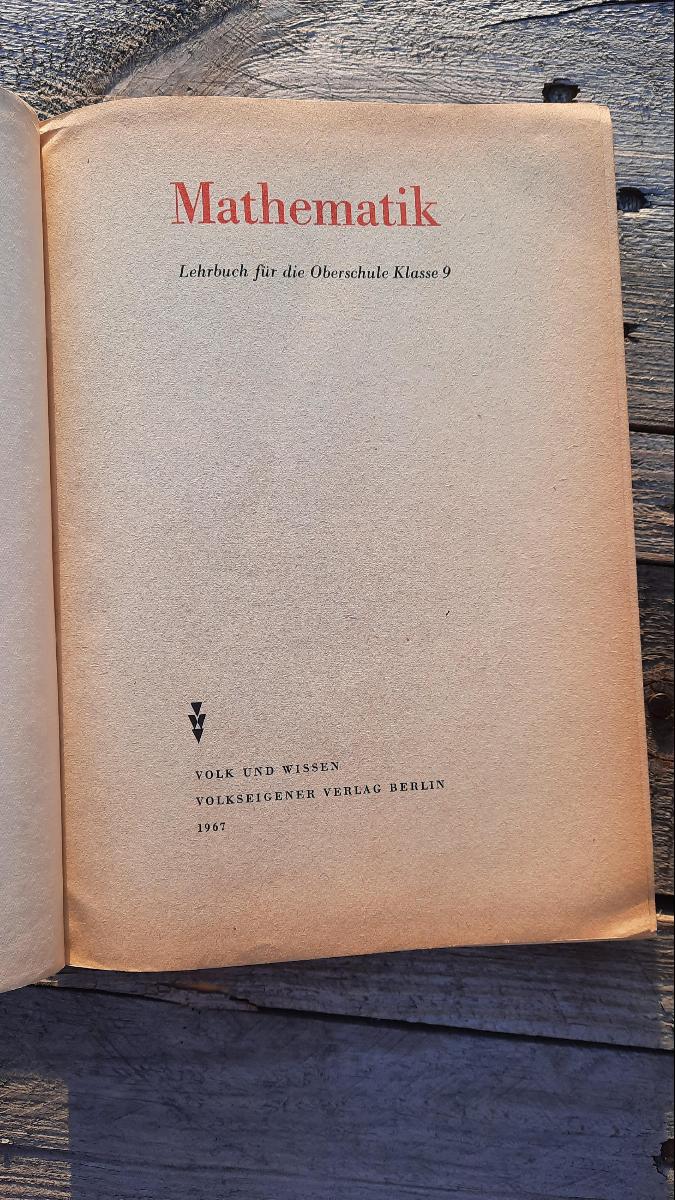 Mathematik
Lehrbuch für die Oberschule Klasse 9
VOLK UND WISSEN
VOLKSEIGENER VERLAG BERLIN
1967